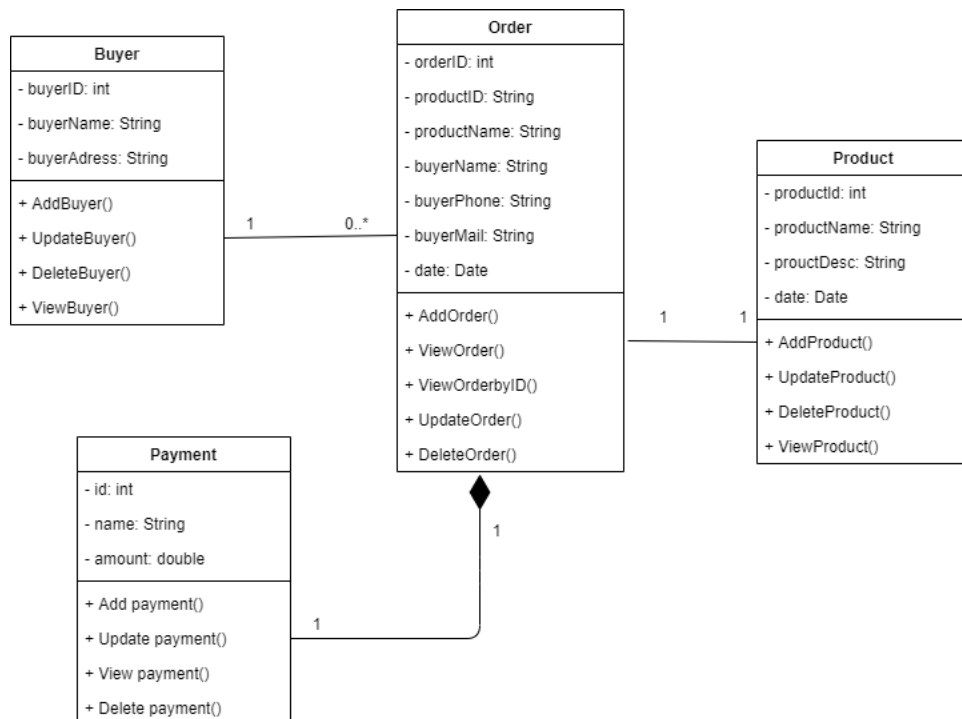 Buyer
- buyerID: int
- buyerName: String
- buyerAdress: String
+ AddBuyer()
+ UpdateBuyer()
+ DeleteBuyer()
+ ViewBuyer()
1
0..*
Order
- orderID: int
- productID: String
- productName: String
- buyerName: String
- buyerPhone: String
- buyerMail: String
- date: Date
+ AddOrder()
+ ViewOrder()
+ ViewOrderbyID()
+ UpdateOrder()
+ DeleteOrder()
1
1
Product
- productId: int
- productName: String
- prouctDesc: String
- date: Date
+ AddProduct()
+ UpdateProduct()
+ DeleteProduct()
+ ViewProduct()
Payment
- id: int
- name: String
- amount: double
+ Add payment()
+ Update payment()
+ View payment()
+ Delete payment()
1
1